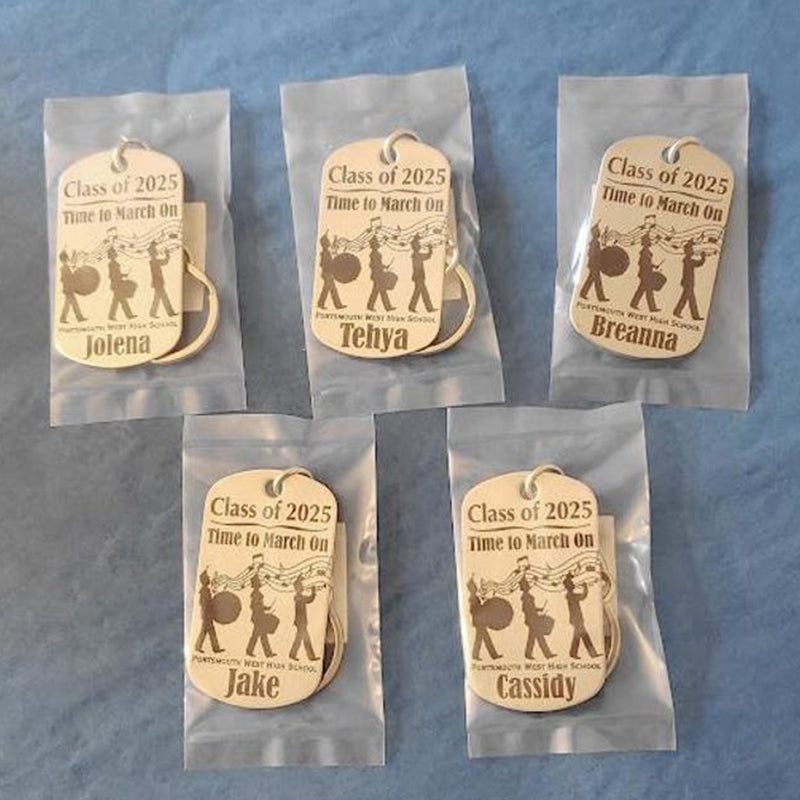 Class of 2025
Time to March On
Portsmouth West High School
Jolena
Class of 2025
Time to March On
Portsmouth West High School
Tehya
Class of 2025
Time to March On
Portsmouth West High School
Breanna
Class of 2025
Time to March On
Portsmouth West High School
Jake
Class of 2025
Time to March On
Portsmouth West High School
Cassidy